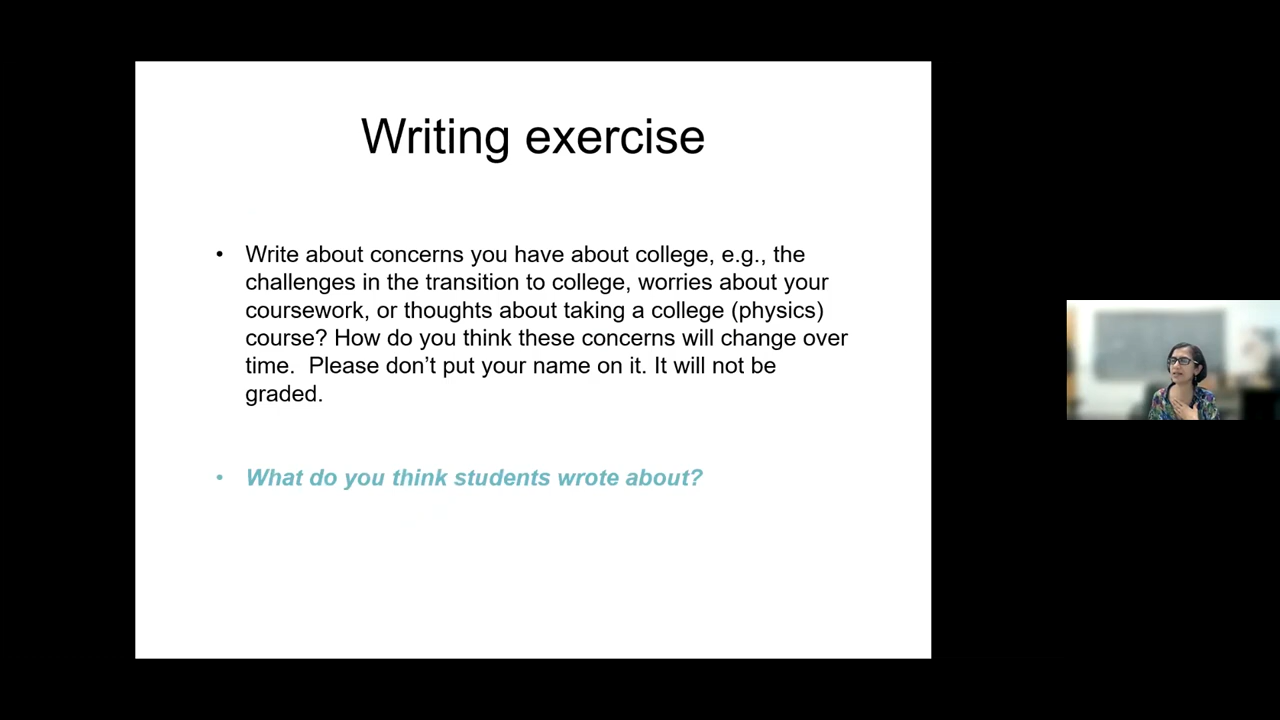 Writing exercise
• Write about concerns you have about college, e.g., the
challenges in the transition to college, worries about your
coursework, or thoughts about taking a college (physics)
course? How do you think these concerns will change over
time.  Please don’t put your name on it. It will not be
graded.
• What do you think students wrote about?